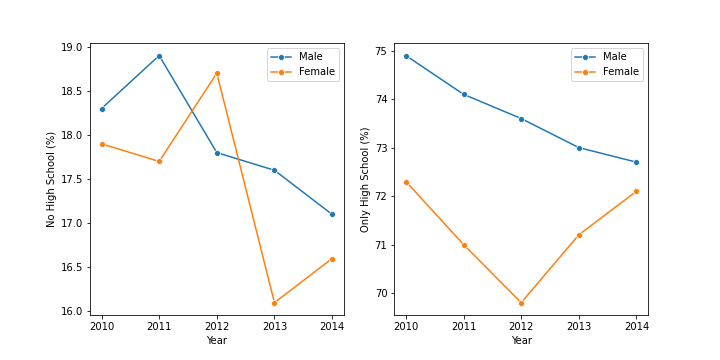 19.0
18.5
18.0
17.5
17.0
16.5
16.0
No High School (%)
2010 2011 2012 2013 2014
Year
Male
Female
75
74
73
72
71
70
Only High School (%)
2010 2011 2012 2013 2014
Year
Male
Female